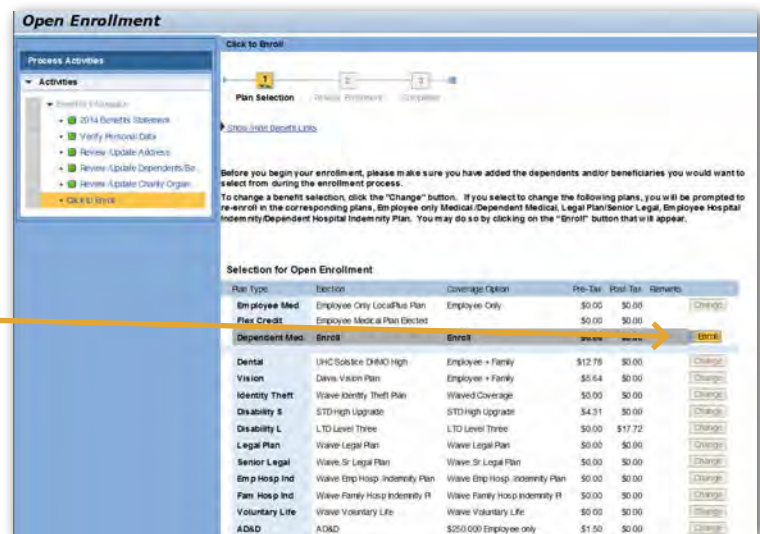 Open Enrollment
Click to Enroll
Process Activities
Activities
2014 Benefits Statement
Verify Personal Data
Review /Update Address
Review /Update Dependents/Be
Review /Update Charity Organ
Click to Enroll
1
2
3
Plan Selection
Completed
Show /Hide Benefit Links
Before you begin your enrollment, please make sure you have added the dependents and/or beneficiaries you would want to
select from during the enrollment process.
To change a benefit selection, click the "Change" button. If you select to change the following plans, you will be prompted to
re-enroll in the corresponding plans, Employee only Medical/Dependent Medical, Legal Plan/Senior Legal, Employee Hospital
Indemnity/Dependent Hospital Indemnity Plan. You may do so by clicking on the "Enroll" button that will appear.
Selection for Open Enrollment
Plan Type Election Coverage Option Pre-Tax Post-Tax Remarks
Employee Med Employee Only LocalPlus Plan Employee Only $0.00 $0.00 Change
Flex Credit Employee Medical Plan Elected $0.00 $0.00
Dependent Med Enroll Enroll Enroll
Dental UHC Solstice DHMO High Employee + Family $12.76 $0.00 Change
Vision Davis Vision Plan Employee + Family $5.64 $0.00 Change
Identity Theft Waive Identity Theft Plan Waived Coverage $0.00 $0.00 Change
Disability S STD High Upgrade STD High Upgrade $4.31 $0.00 Change
Disability L LTD Level Three LTD Level Three $0.00 $17.72 Change
Legal Plan Waive Legal Plan Waive Legal Plan $0.00 $0.00 Change
Senior Legal Waive Sr Legal Plan Waive Sr Legal Plan $0.00 $0.00 Change
Emp Hosp Ind Waive Emp Hosp. Indemnity Plan Waive Emp Hosp. Indemnity Plan $0.00 $0.00 Change
Fam Hosp Ind Waive Family Hosp Indemnity Pl Waive Family Hosp Indemnity Pl $0.00 $0.00 Change
Voluntary Life Waive Voluntary Life Waive Voluntary Life $0.00 $0.00 Change
AD&D AD&D $250,000 Employee only $1.50 $0.00 Change